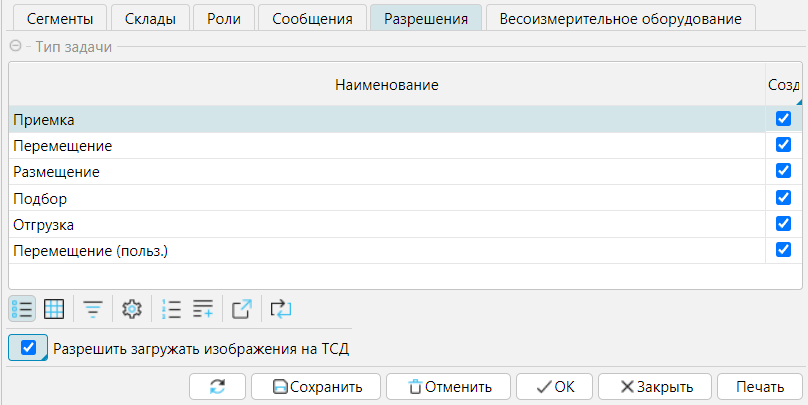 Сегменты Склады Роли Сообщения Разрешения Весоизмерительное оборудование
Тип задачи
Наименование Созд
Приемка
Перемещение
Размещение
Подбор
Отгрузка
Перемещение (польз.)
Разрешить загружать изображения на ТСД
Сохранить Отменить ОК Закрыть Печать